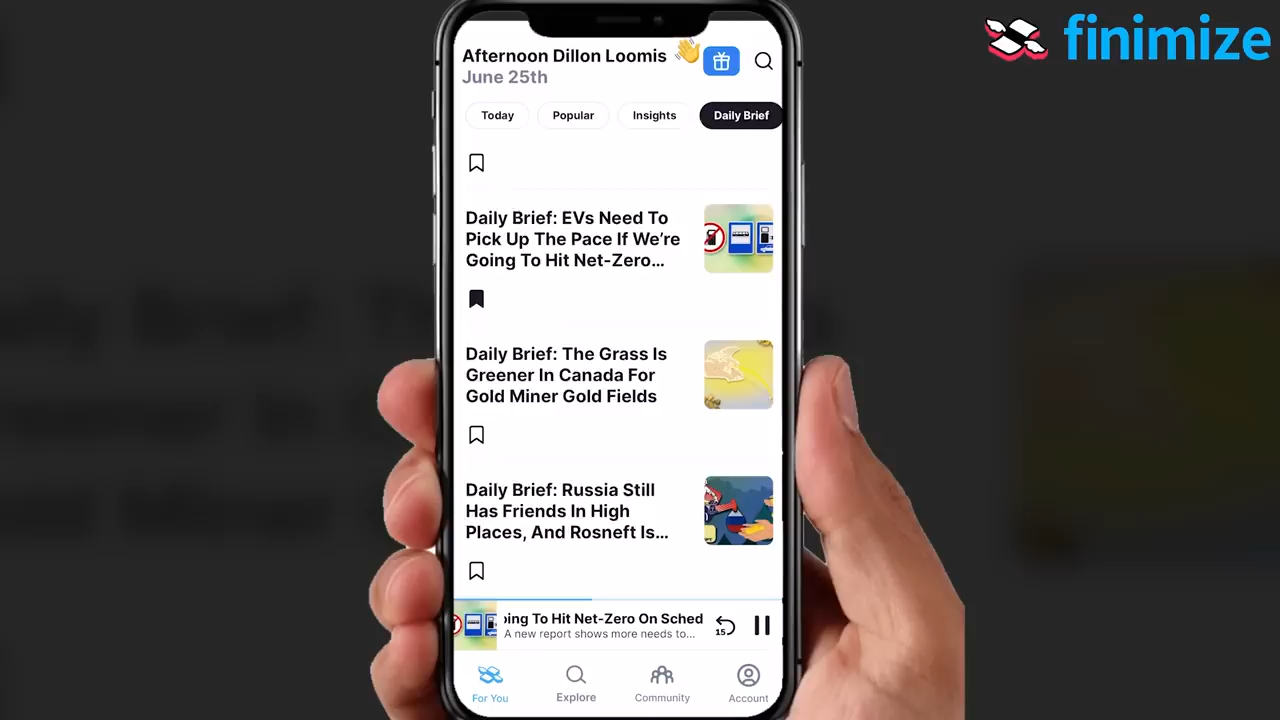 finimize
Afternoon Dillon Loomis 👋
June 25th
Today
Popular
Insights
Daily Brief
Daily Brief: EVs Need To
Pick Up The Pace If We’re
Going To Hit Net-Zero...
Daily Brief: The Grass Is
Greener In Canada For
Gold Miner Gold Fields
Daily Brief: Russia Still
Has Friends In High
Places, And Rosneft Is...
oing To Hit Net-Zero On Sched
A new report shows more needs to...
15
For You
Explore
Community
Account